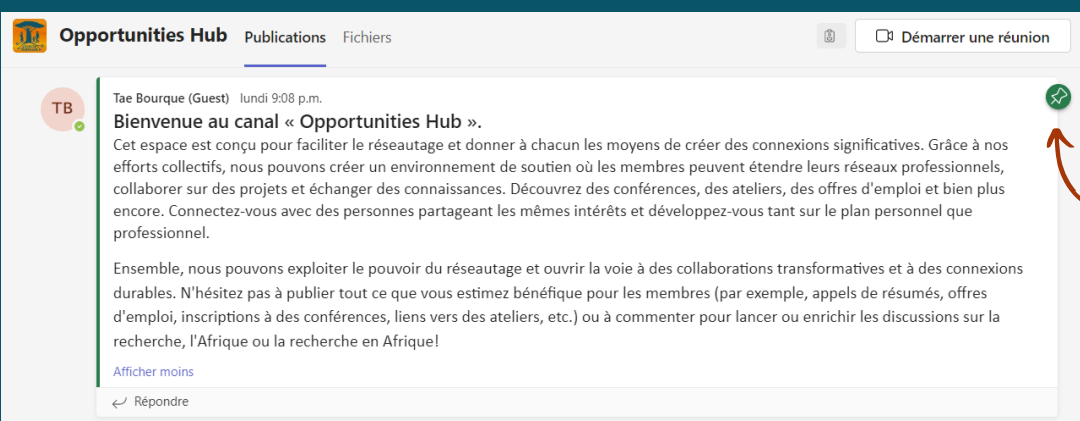 Opportunities Hub Publications Fichiers Démarrer une réunion
TB
Tae Bourque (Guest) lundi 9:08 p.m.
Bienvenue au canal « Opportunities Hub ».
Cet espace est conçu pour faciliter le réseautage et donner à chacun les moyens de créer des connexions significatives. Grâce à nos
efforts collectifs, nous pouvons créer un environnement de soutien où les membres peuvent étendre leurs réseaux professionnels,
collaborer sur des projets et échanger des connaissances. Découvrez des conférences, des ateliers, des offres d'emploi et bien plus
encore. Connectez-vous avec des personnes partageant les mêmes intérêts et développez-vous tant sur le plan personnel que
professionnel.
Ensemble, nous pouvons exploiter le pouvoir du réseautage et ouvrir la voie à des collaborations transformatives et à des connexions
durables. N'hésitez pas à publier tout ce que vous estimez bénéfique pour les membres (par exemple, appels de résumés, offres
d'emploi, inscriptions à des conférences, liens vers des ateliers, etc.) ou à commenter pour lancer ou enrichir les discussions sur la
recherche, l'Afrique ou la recherche en Afrique!
Afficher moins
Répondre